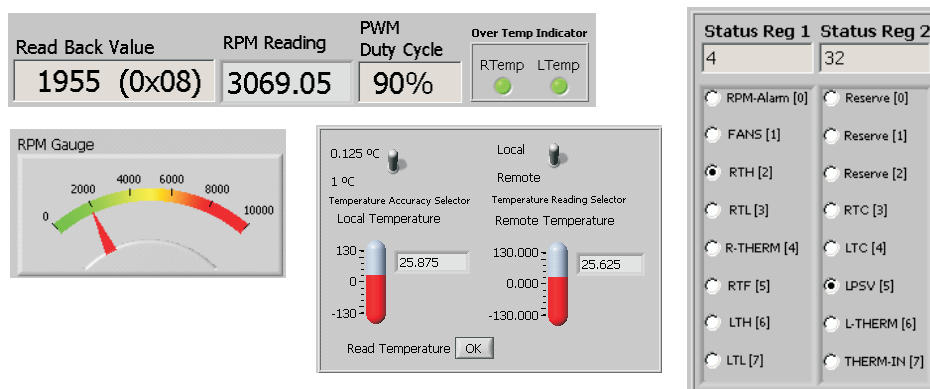 Read Back Value
1955 (0x08)
RPM Reading
3069.05
PWM
Duty Cycle
90%
Over Temp Indicator
RTemp LTemp
RPM Gauge
0
2000
4000
6000
8000
10000
0.125 ºC
1 ºC
Temperature Accuracy Selector
Local
Remote
Temperature Reading Selector
Local Temperature
130
0
-130
25.875
Remote Temperature
130.000
0.000
-130.000
25.625
Read Temperature OK
Status Reg 1 Status Reg 2
4 32
RPM-Alarm [0] Reserve [0]
FANS [1] Reserve [1]
RTH [2] Reserve [2]
RTL [3] RTC [3]
R-THERM [4] LTC [4]
RTF [5] LPSV [5]
LTH [6] L-THERM [6]
LTL [7] THERM-IN [7]